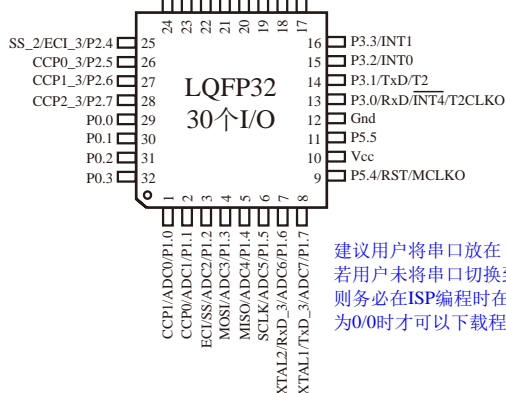 24
23
22
21
20
19
18
17
SS_2/ECI_3/P2.4 25
CCP0_3/P2.5 26
CCP1_3/P2.6 27
CCP2_3/P2.7 28
P0.0 29
P0.1 30
P0.2 31
P0.3 32
LQFP32
30个I/O
16 P3.3/INT1
15 P3.2/INT0
14 P3.1/TxD/T2
13 P3.0/RxD/INT4/T2CLKO
12 Gnd
11 P5.5
10 Vcc
9 P5.4/RST/MCLKO
1 CCP1/ADC0/P1.0
2 CCP0/ADC1/P1.1
3 ECI/SS/ADC2/P1.2
4 MOSI/ADC3/P1.3
5 MISO/ADC4/P1.4
6 SCLK/ADC5/P1.5
7 XTAL2/RxD_3/ADC6/P1.6
8 XTAL1/TxD_3/ADC7/P1.7
建议用户将串口放在
若用户未将串口切换到
则务必在ISP编程时在
为0/0时才可以下载程